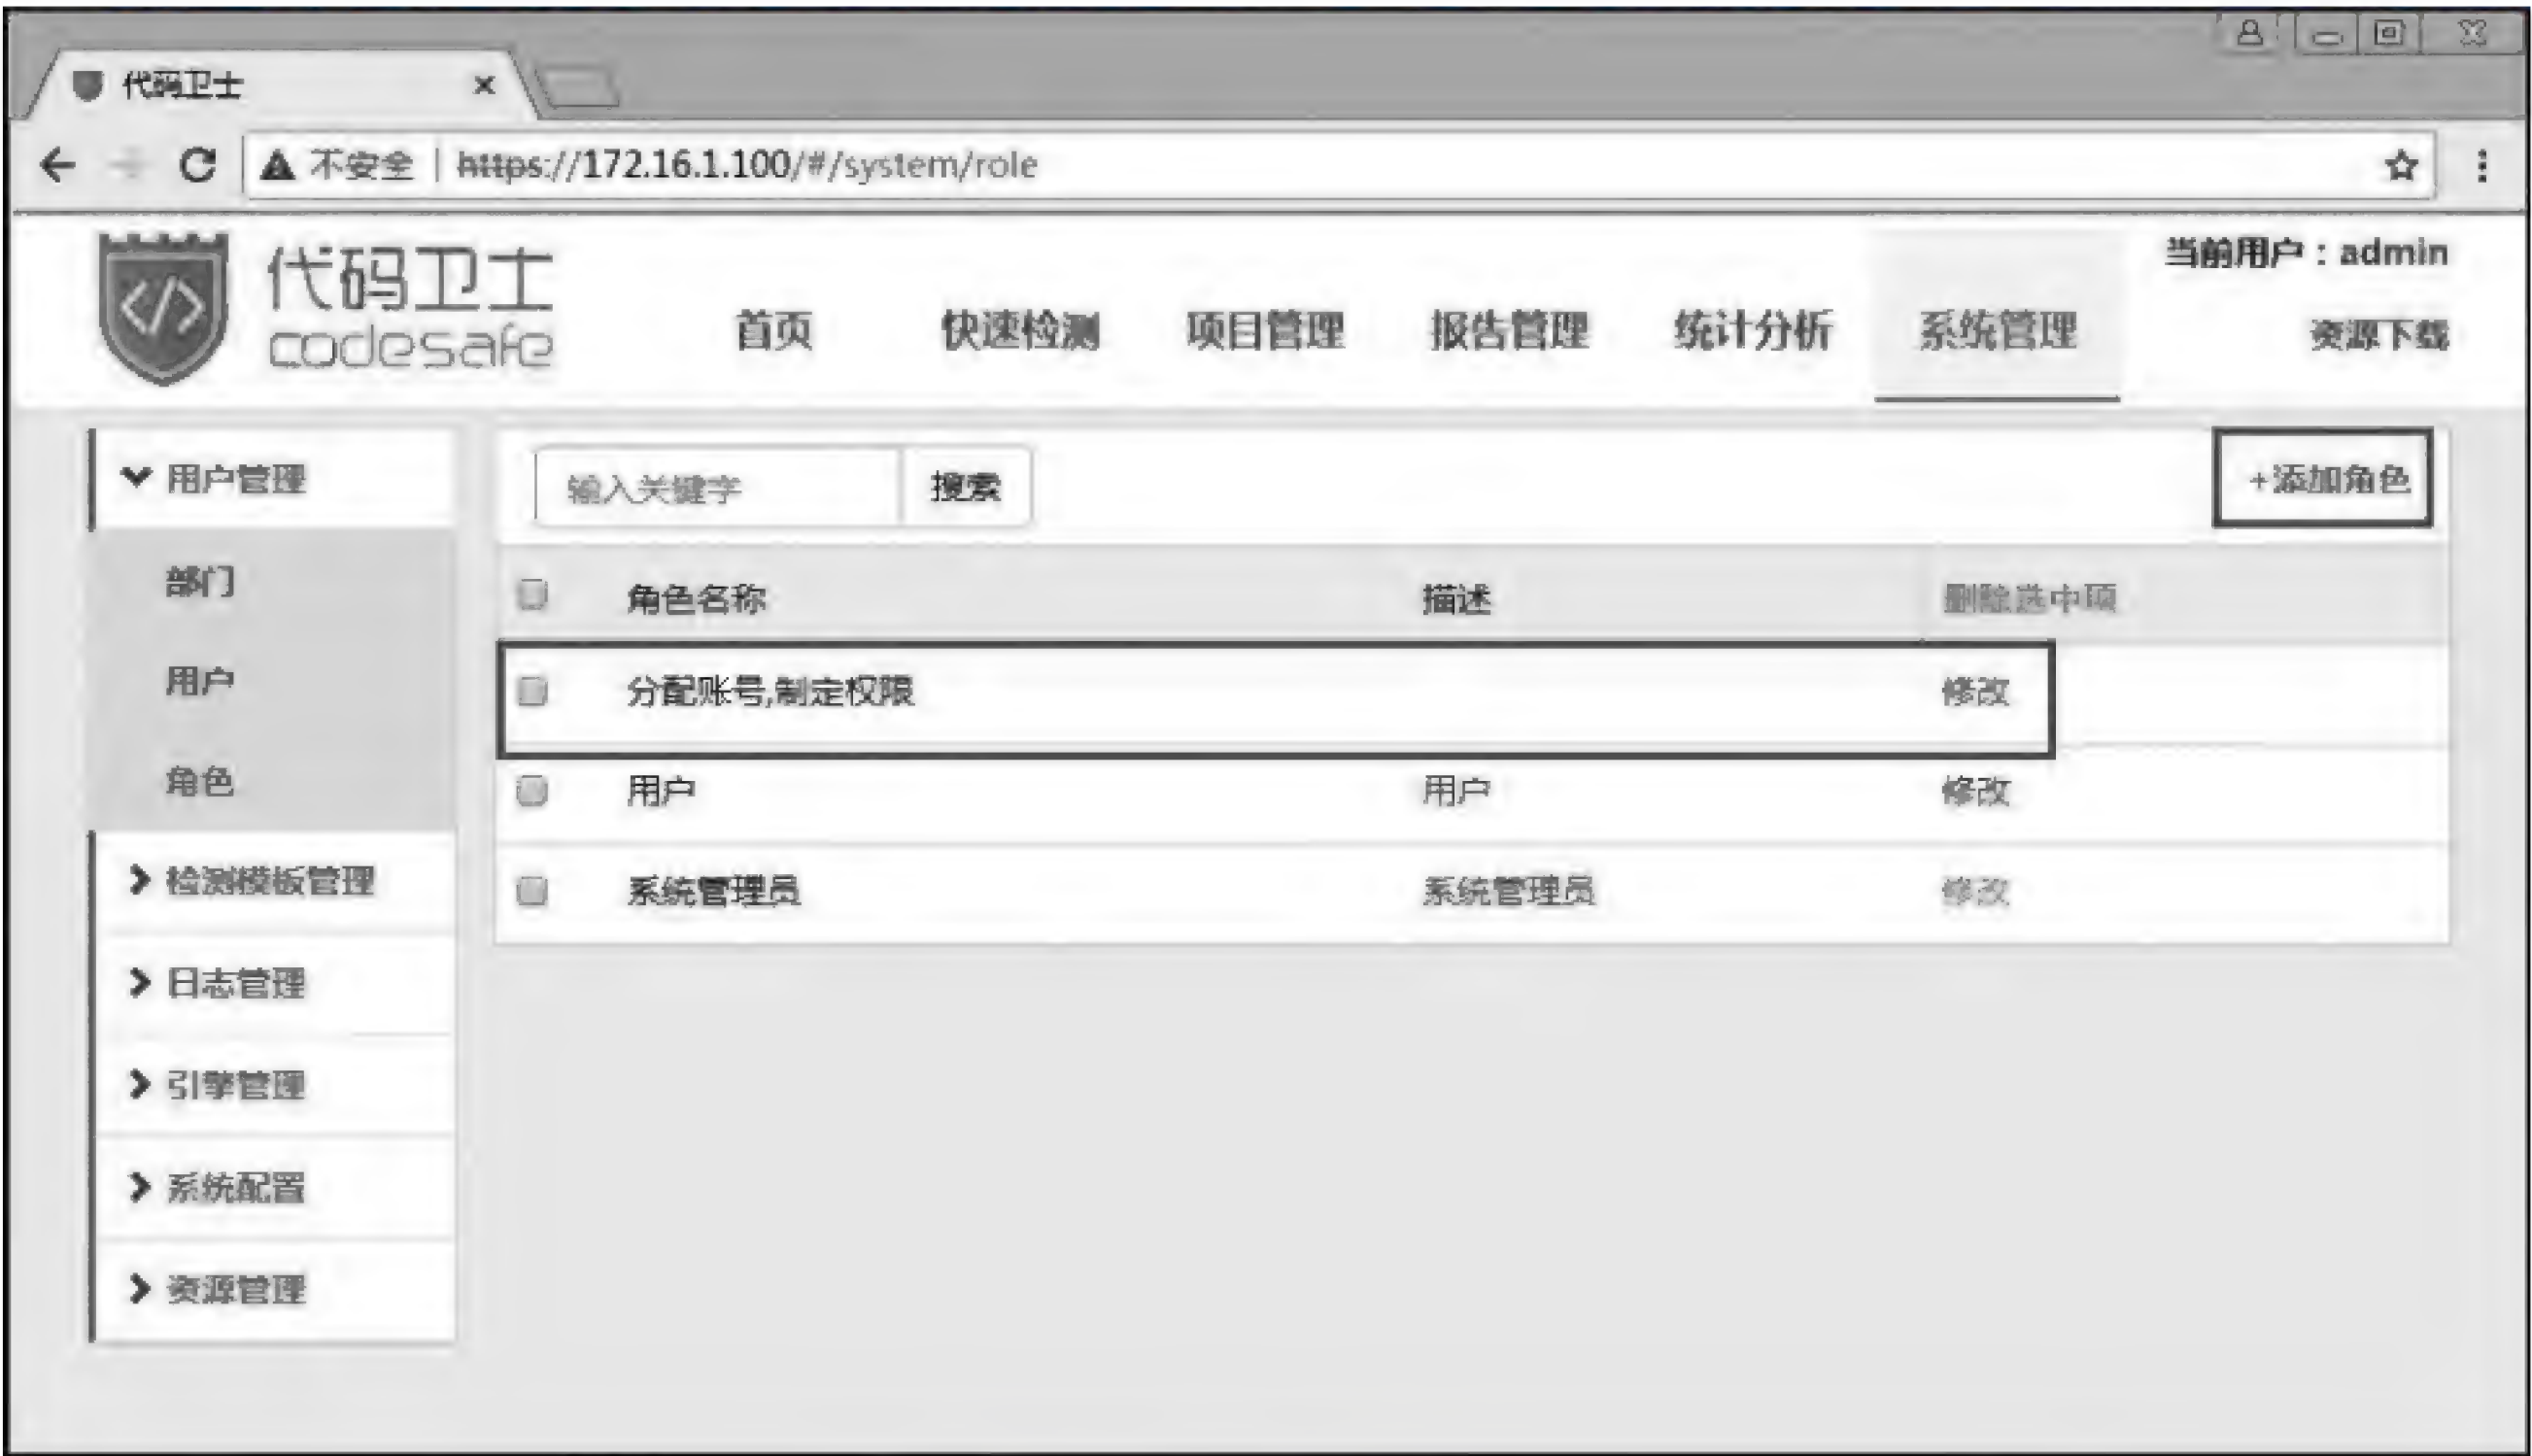 代码卫士
不安全 | https://172.16.1.100/#/system/role
代码卫士
codesafe
当前用户：admin
首页 快速检测 项目管理 报告管理 统计分析 系统管理 资源下载
用户管理
部门
用户
角色
检测模板管理
日志管理
引擎管理
系统配置
资源管理
输入关键字 搜索 +添加角色
角色名称 描述 删除选中项
分配账号,制定权限 修改
用户 用户 修改
系统管理员 系统管理员 修改